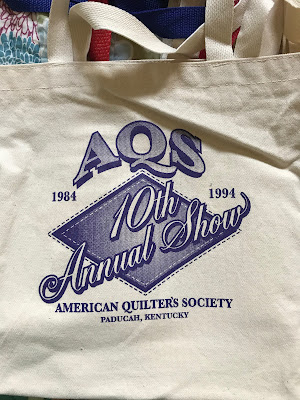 AQS
1984 1994
10th
Annual Show
AMERICAN QUILTER'S SOCIETY
PADUCAH, KENTUCKY